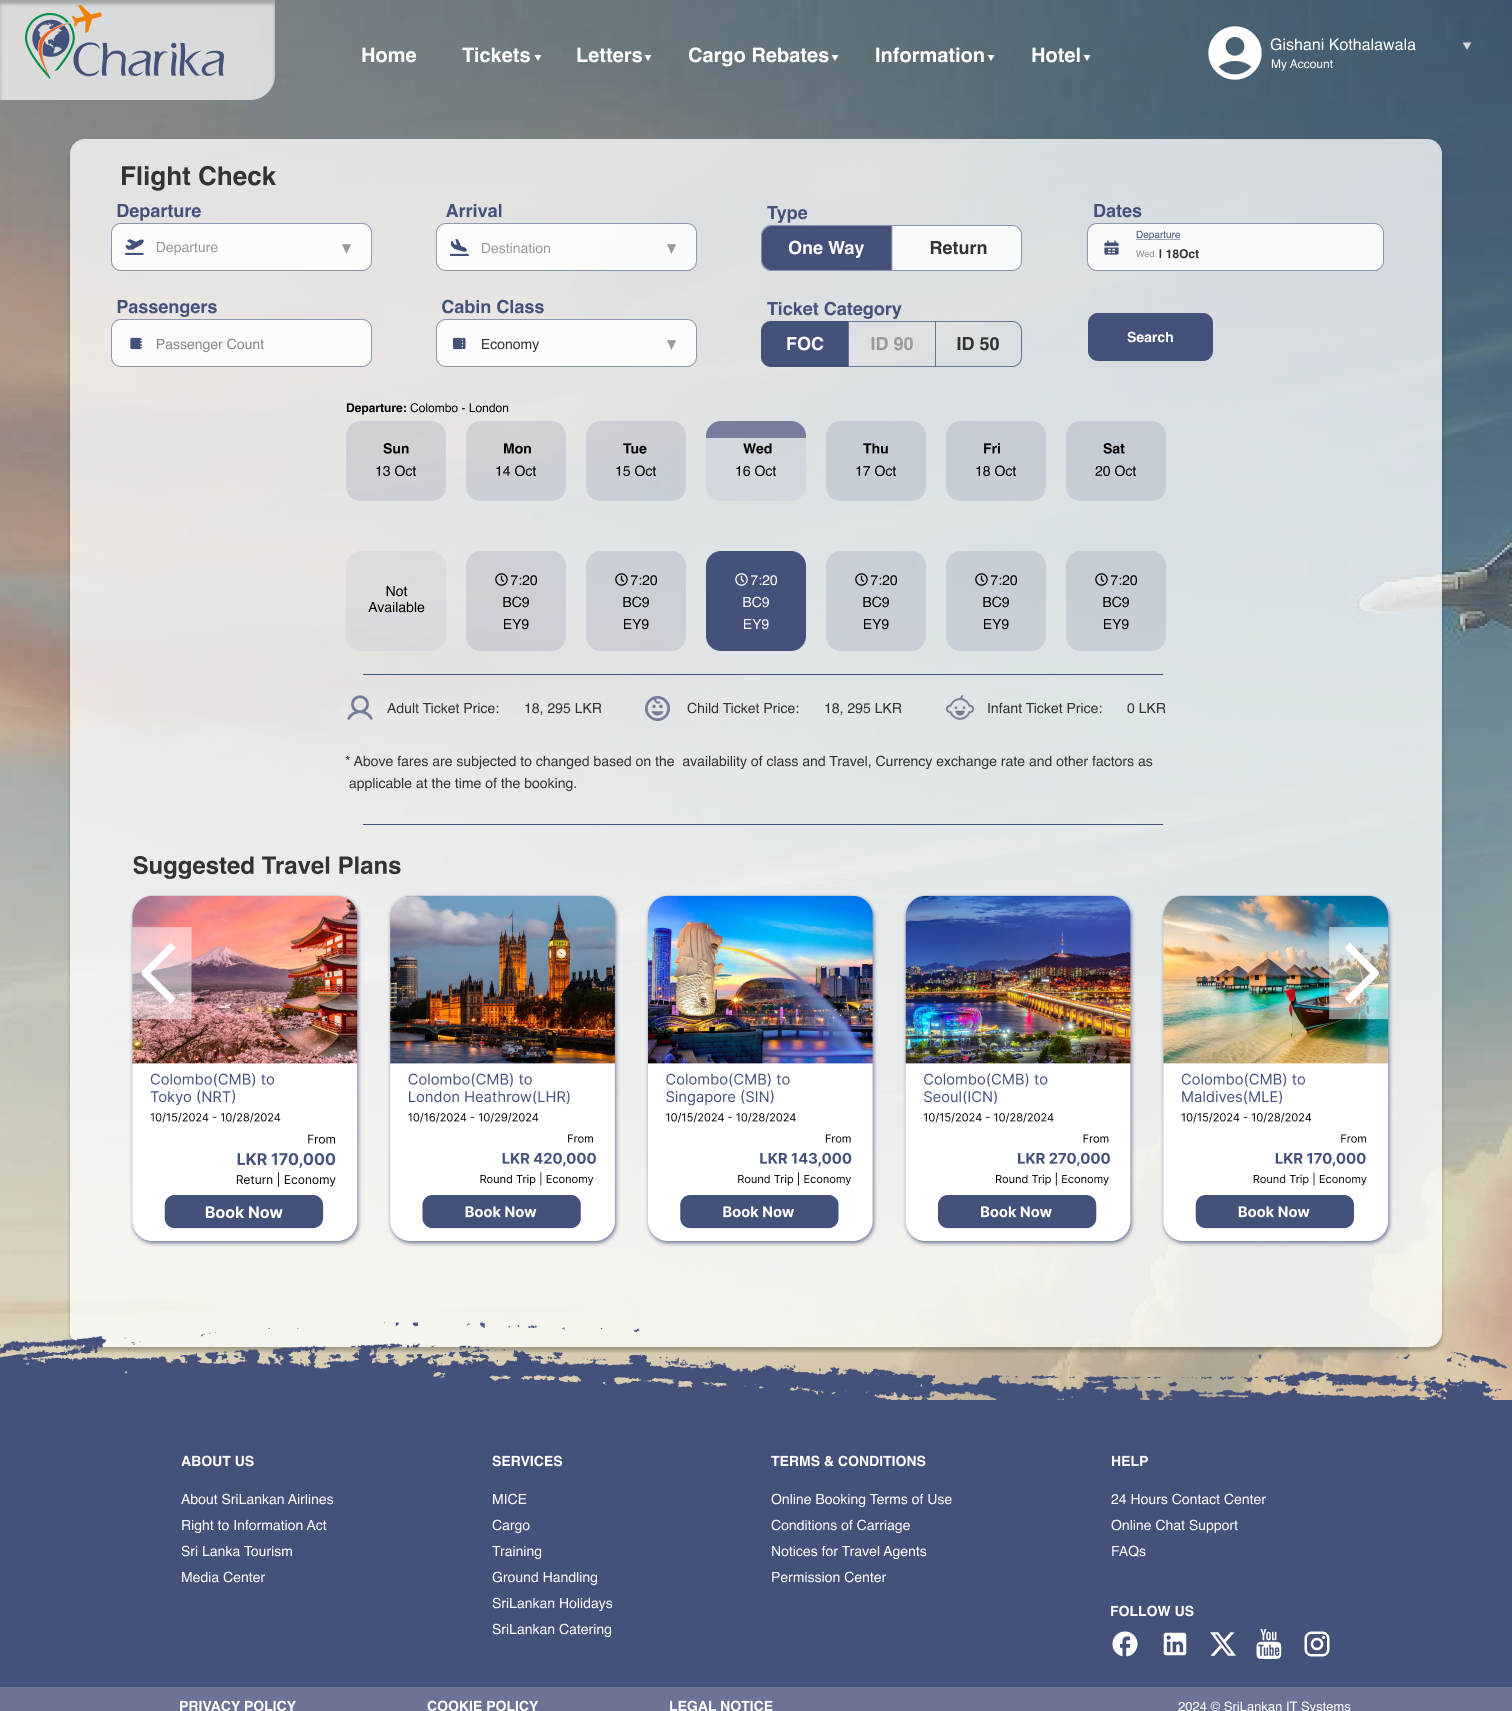 Charika
Home Tickets Letters Cargo Rebates Information Hotel
Gishani Kothalawala
My Account
Flight Check
Departure Arrival Type Dates
Departure
Destination
One Way Return
Departure
Wed | 18Oct
Passengers Cabin Class Ticket Category
Passenger Count
Economy
FOC ID 90 ID 50
Search
Departure: Colombo - London
Sun Mon Tue Wed Thu Fri Sat
13 Oct 14 Oct 15 Oct 16 Oct 17 Oct 18 Oct 20 Oct
Not
Available
7:20 7:20 7:20 7:20 7:20 7:20
BC9 BC9 BC9 BC9 BC9 BC9
EY9 EY9 EY9 EY9 EY9 EY9
Adult Ticket Price: 18, 295 LKR Child Ticket Price: 18, 295 LKR Infant Ticket Price: 0 LKR
* Above fares are subjected to changed based on the  availability of class and Travel, Currency exchange rate and other factors as
applicable at the time of the booking.
Suggested Travel Plans
Colombo(CMB) to
Tokyo (NRT)
10/15/2024 - 10/28/2024
From
LKR 170,000
Return | Economy
Book Now
Colombo(CMB) to
London Heathrow(LHR)
10/16/2024 - 10/29/2024
From
LKR 420,000
Round Trip | Economy
Book Now
Colombo(CMB) to
Singapore (SIN)
10/15/2024 - 10/28/2024
From
LKR 143,000
Round Trip | Economy
Book Now
Colombo(CMB) to
Seoul(ICN)
10/15/2024 - 10/28/2024
From
LKR 270,000
Round Trip | Economy
Book Now
Colombo(CMB) to
Maldives(MLE)
10/15/2024 - 10/28/2024
From
LKR 170,000
Round Trip | Economy
Book Now
ABOUT US
About SriLankan Airlines
Right to Information Act
Sri Lanka Tourism
Media Center
SERVICES
MICE
Cargo
Training
Ground Handling
SriLankan Holidays
SriLankan Catering
TERMS & CONDITIONS
Online Booking Terms of Use
Conditions of Carriage
Notices for Travel Agents
Permission Center
HELP
24 Hours Contact Center
Online Chat Support
FAQs
FOLLOW US
in
You
Tube
PRIVACY POLICY COOKIE POLICY LEGAL NOTICE 2024 © SriLankan IT Systems